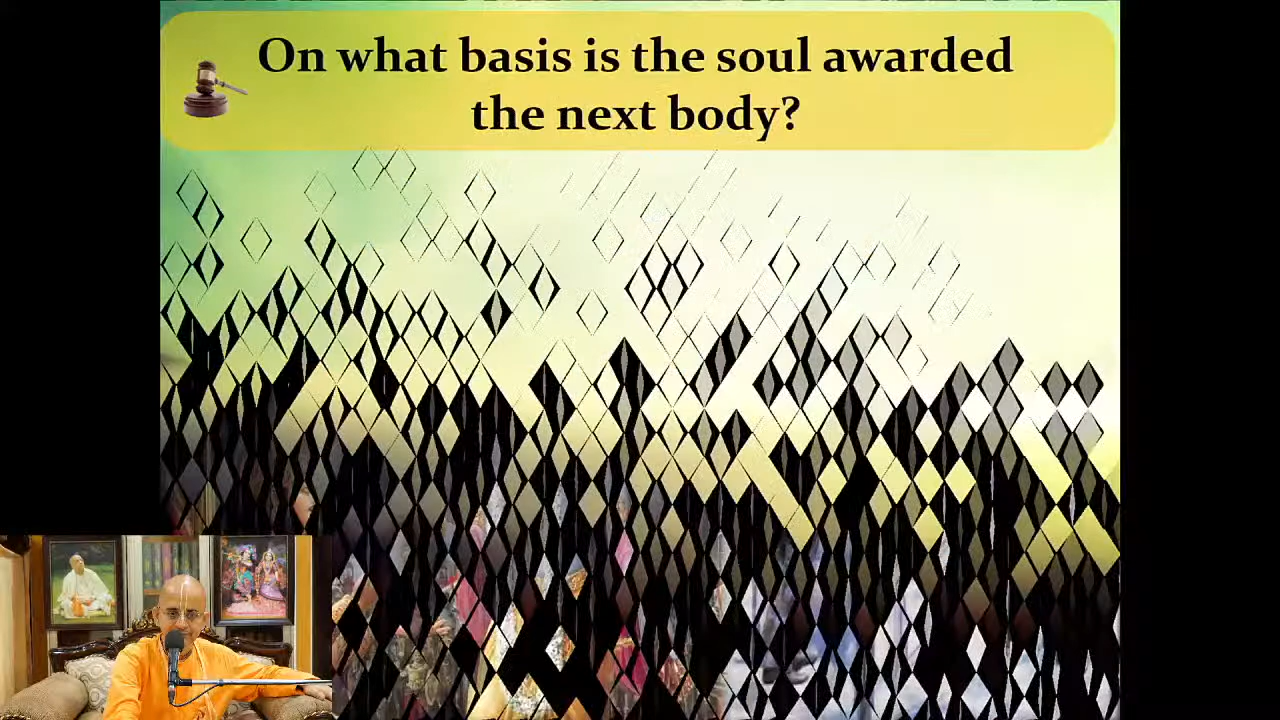 On what basis is the soul awarded
the next body?